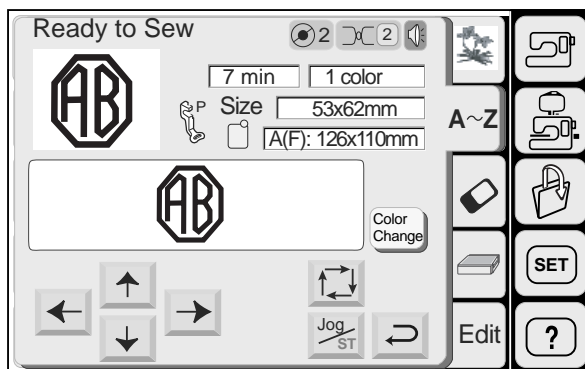 Ready to Sew
2
2
AB
7 min
1 color
P
Size
53x62mm
A(F): 126x110mm
A~Z
AB
Color
Change
SET
Jog
ST
Edit
?